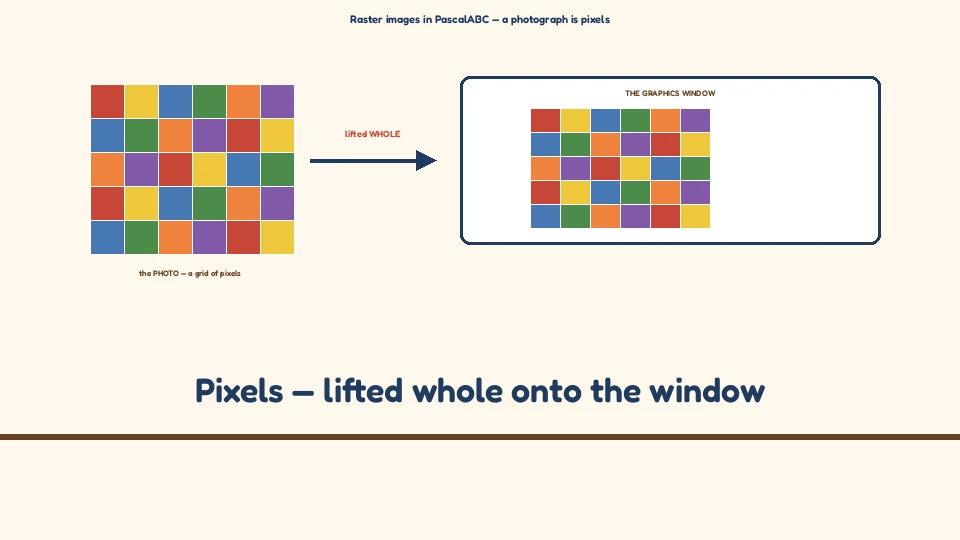 Raster images in PascalABC — a photograph is pixels
THE GRAPHICS WINDOW
lifted WHOLE
the PHOTO — a grid of pixels
Pixels — lifted whole onto the window